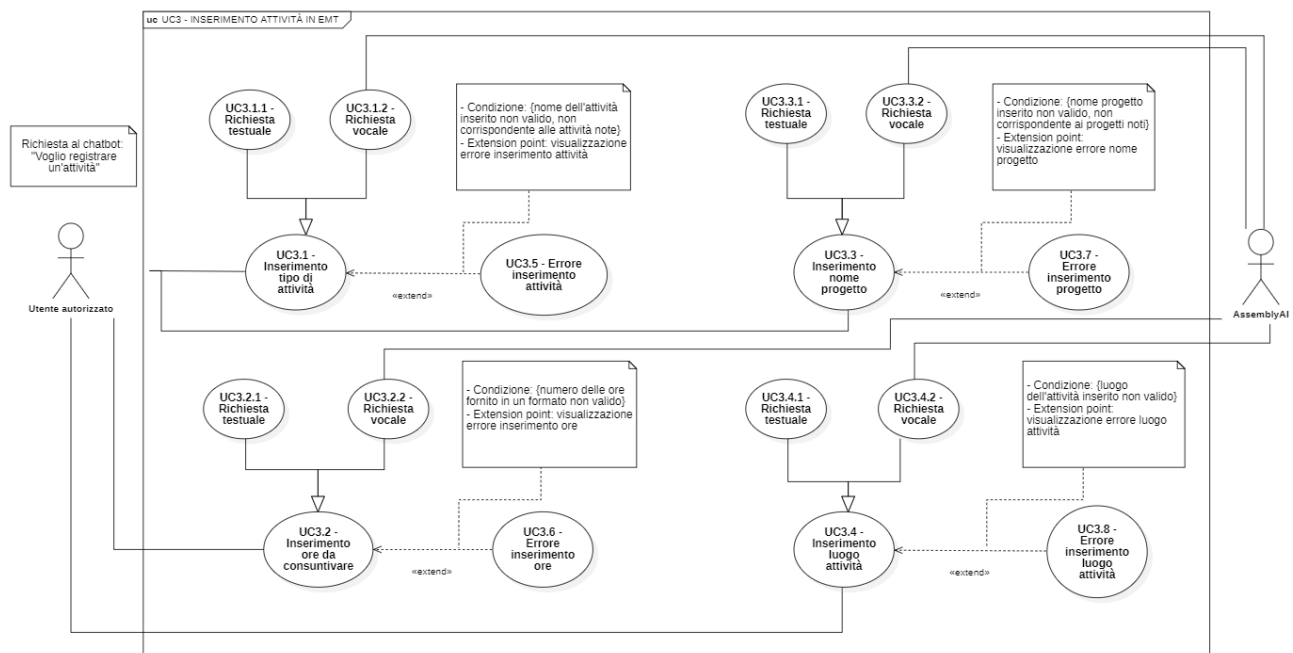 uc UC3 - INSERIMENTO ATTIVITÀ IN EMT
UC3.1.1 -
Richiesta
testuale
UC3.1.2 -
Richiesta
vocale
- Condizione: {nome dell'attività
inserito non valido, non
corrispondente alle attività note}
- Extension point: visualizzazione
errore inserimento attività
UC3.3.1 -
Richiesta
testuale
UC3.3.2 -
Richiesta
vocale
- Condizione: {nome progetto
inserito non valido, non
corrispondente ai progetti noti}
- Extension point:
visualizzazione errore nome
progetto
Richiesta al chatbot:
"Voglio registrare
un'attività"
Utente autorizzato
UC3.1 -
Inserimento
tipo di
attività
«extend»
UC3.5 - Errore
inserimento
attività
UC3.3 -
Inserimento
nome
progetto
«extend»
UC3.7 -
Errore
inserimento
progetto
AssemblyAI
UC3.2.1 -
Richiesta
testuale
UC3.2.2 -
Richiesta
vocale
- Condizione: {numero delle ore
fornito in un formato non valido}
- Extension point: visualizzazione
errore inserimento ore
UC3.4.1 -
Richiesta
testuale
UC3.4.2 -
Richiesta
vocale
- Condizione: {luogo
dell'attività inserito non valido}
- Extension point:
visualizzazione errore luogo
attività
UC3.2 -
Inserimento
ore da
consuntivare
«extend»
UC3.6 -
Errore
inserimento
ore
UC3.4 -
Inserimento
luogo
attività
«extend»
UC3.8 -
Errore
inserimento
luogo
attività